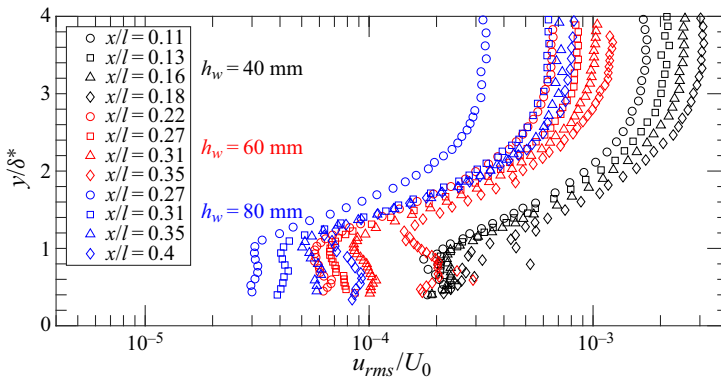 4
3
2
1
0
y/δ*
x/l = 0.11
x/l = 0.13
x/l = 0.16
x/l = 0.18
x/l = 0.22
x/l = 0.27
x/l = 0.31
x/l = 0.35
x/l = 0.27
x/l = 0.31
x/l = 0.35
x/l = 0.4
h_w = 40 mm
h_w = 60 mm
h_w = 80 mm
10⁻⁵
10⁻⁴
10⁻³
u_rms/U₀